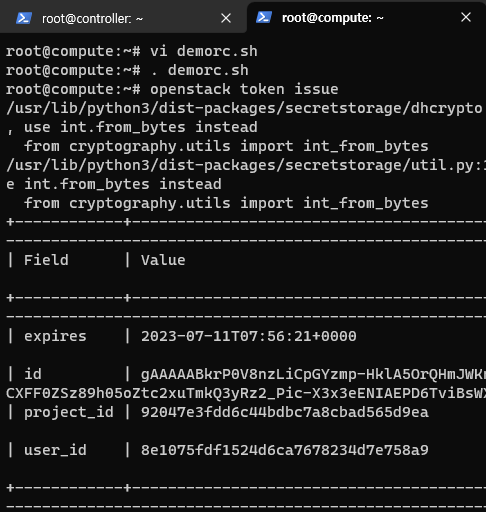 root@controller: ~
root@compute: ~
root@compute:~# vi demorc.sh
root@compute:~# . demorc.sh
root@compute:~# openstack token issue
/usr/lib/python3/dist-packages/secretstorage/dhcrypto
, use int.from_bytes instead
  from cryptography.utils import int_from_bytes
/usr/lib/python3/dist-packages/secretstorage/util.py:1
e int.from_bytes instead
  from cryptography.utils import int_from_bytes
+------------+-----------------------------------------
-------------------------------------------------------
| Field      | Value
+------------+-----------------------------------------
-------------------------------------------------------
| expires    | 2023-07-11T07:56:21+0000
| id         | gAAAAABkrP0V8nzLiCpGYzmp-HklA5OrQHmJWKm
CXFF0ZSz89h05oZtc2xuTmkQ3yRz2_Pic-X3x3eENIAEPD6TviBsWX
| project_id | 92047e3fdd6c44bdbc7a8cbad565d9ea
| user_id    | 8e1075fdf1524d6ca7678234d7e758a9
+------------+-----------------------------------------
-------------------------------------------------------